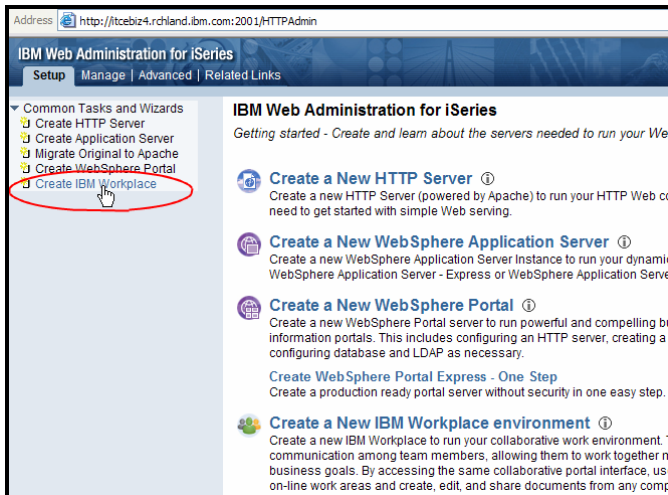 Address http://itcebiz4.rchland.ibm.com:2001/HTTPAdmin
IBM Web Administration for iSeries
Setup Manage | Advanced | Related Links
Common Tasks and Wizards
Create HTTP Server
Create Application Server
Migrate Original to Apache
Create WebSphere Portal
Create IBM Workplace
IBM Web Administration for iSeries
Getting started - Create and learn about the servers needed to run your We
Create a New HTTP Server
Create a new HTTP Server (powered by Apache) to run your HTTP Web co
need to get started with simple Web serving.
Create a New WebSphere Application Server
Create a new WebSphere Application Server Instance to run your dynamic
WebSphere Application Server - Express or WebSphere Application Serve
Create a New WebSphere Portal
Create a new WebSphere Portal server to run powerful and compelling bu
information portals. This includes configuring an HTTP server, creating a
configuring database and LDAP as necessary.
Create WebSphere Portal Express - One Step
Create a production ready portal server without security in one easy step.
Create a New IBM Workplace environment
Create a new IBM Workplace to run your collaborative work environment.
communication among team members, allowing them to work together
business goals. By accessing the same collaborative portal interface, us
on-line work areas and create, edit, and share documents from any comp